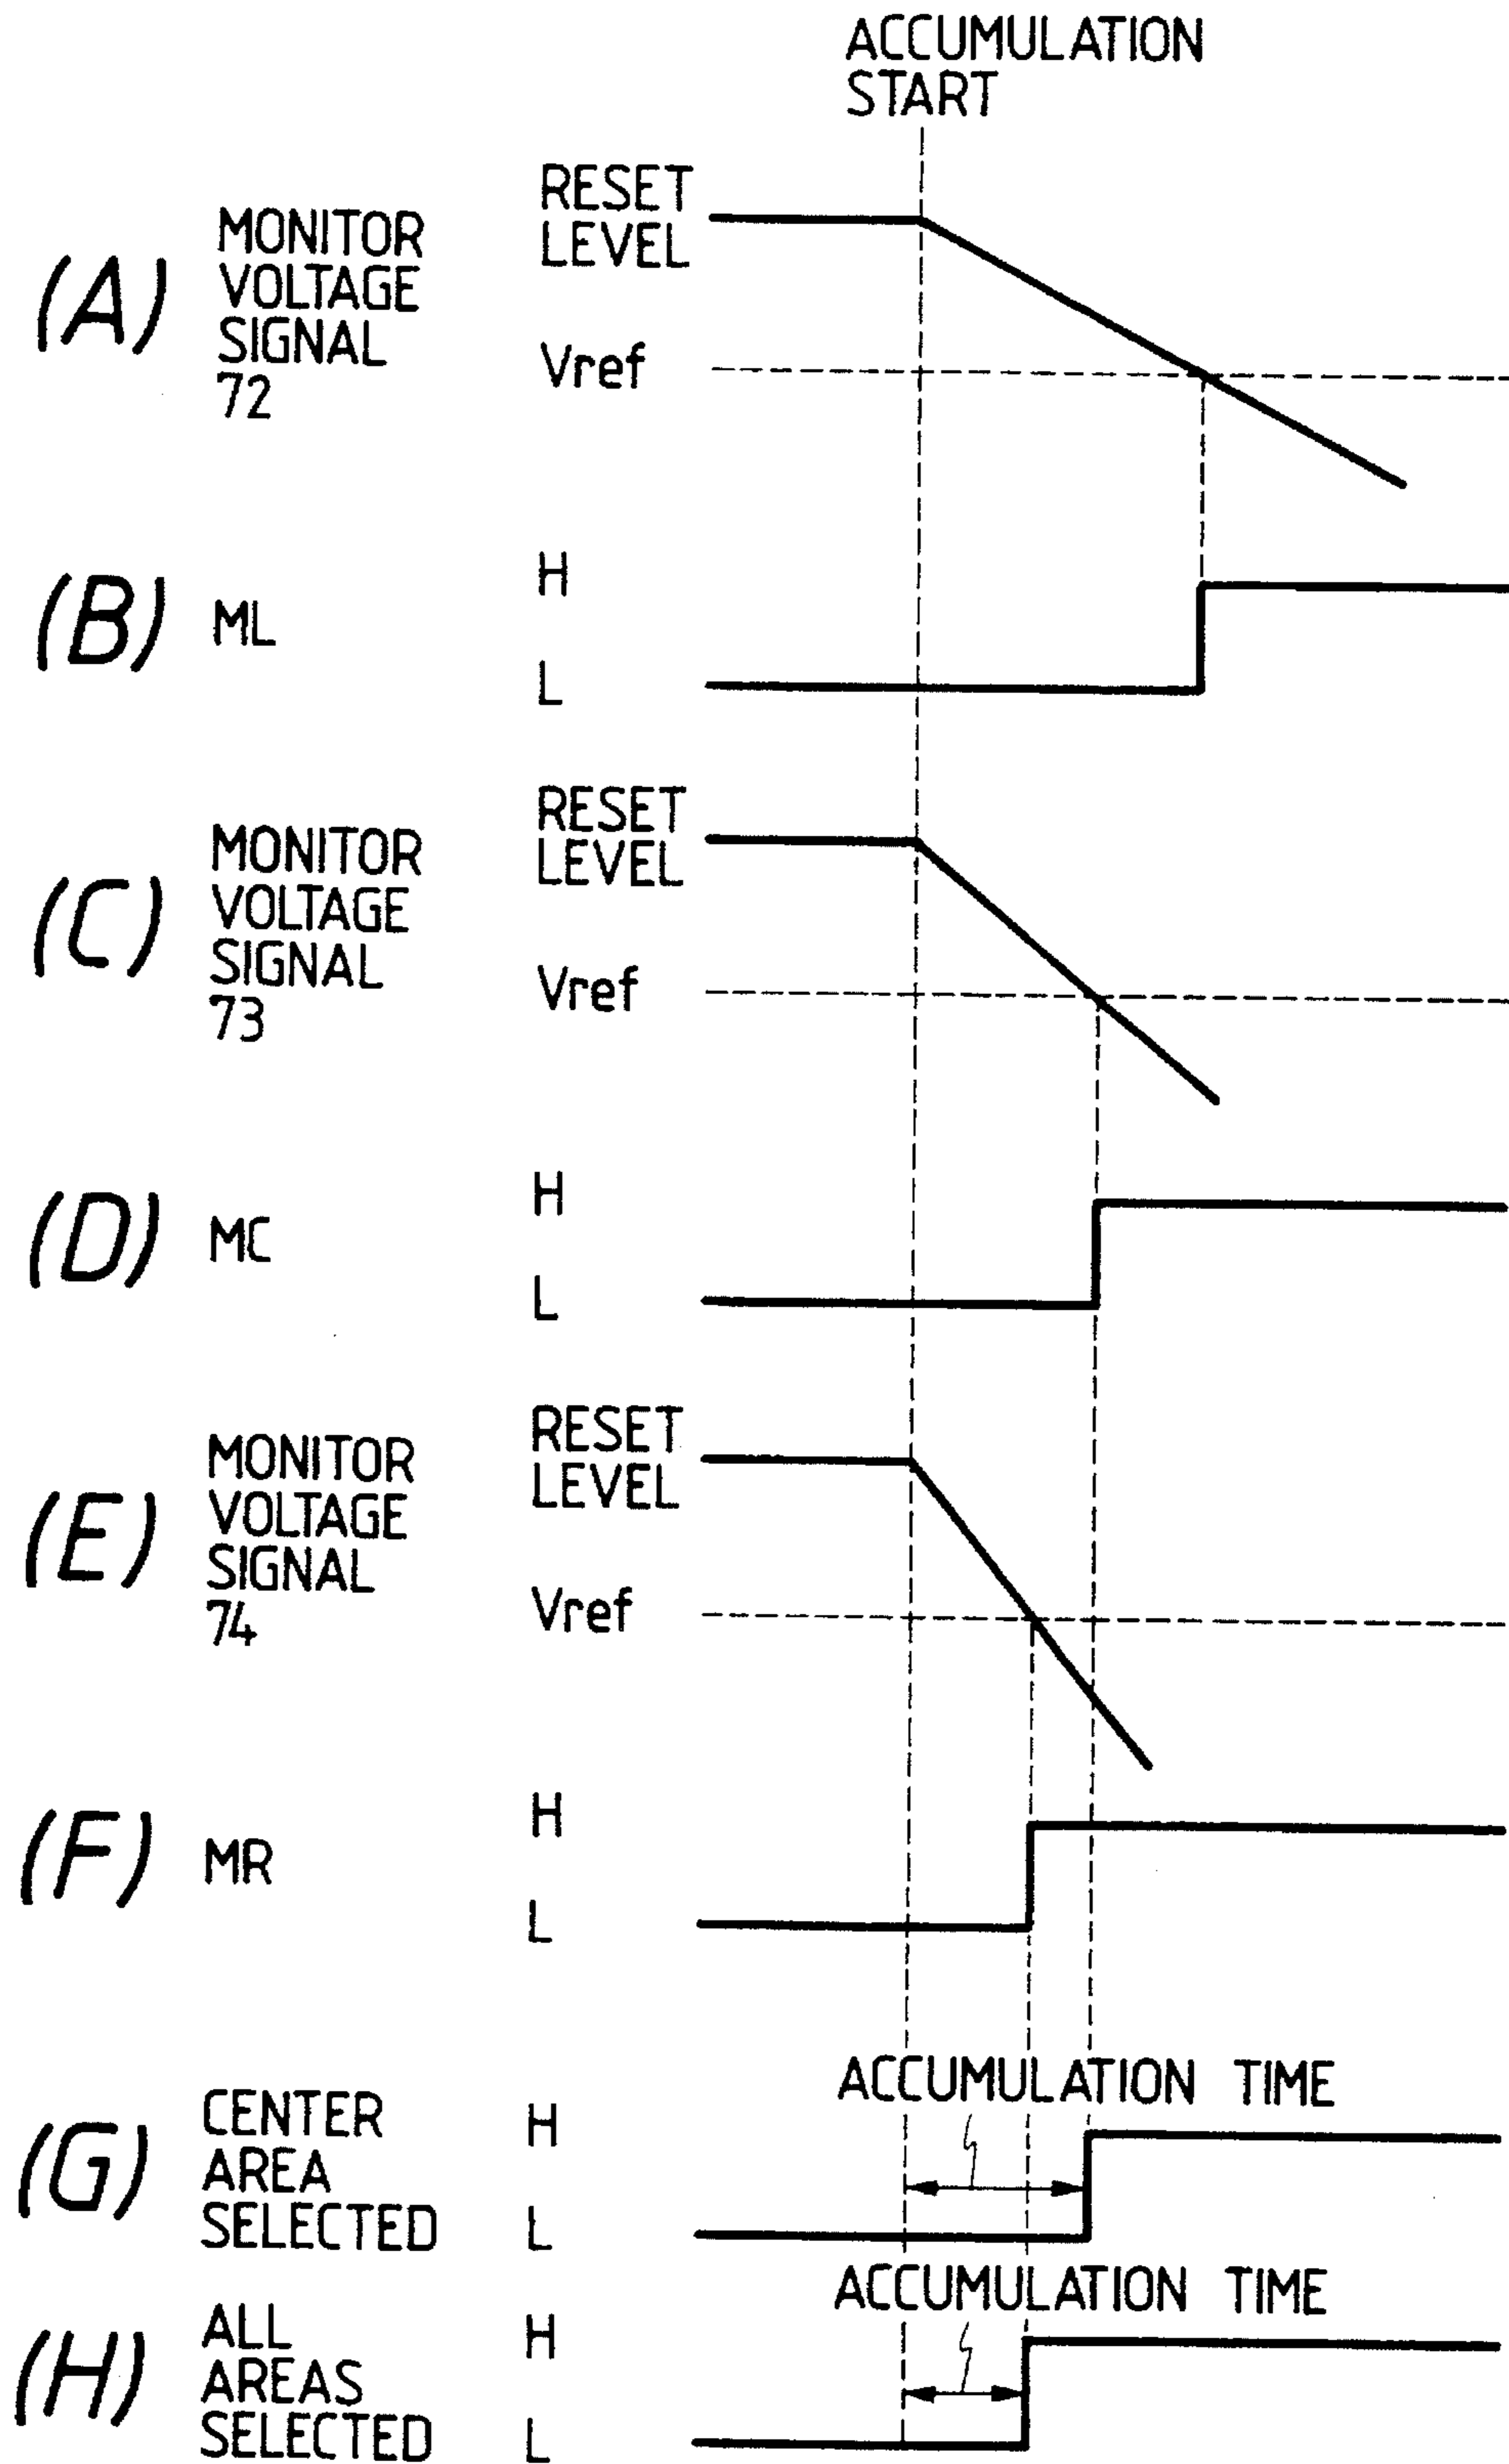 ACCUMULATION
START
(A) MONITOR
VOLTAGE
SIGNAL
72
RESET
LEVEL
Vref
(B) ML
H
L
(C) MONITOR
VOLTAGE
SIGNAL
73
RESET
LEVEL
Vref
(D) MC
H
L
(E) MONITOR
VOLTAGE
SIGNAL
74
RESET
LEVEL
Vref
(F) MR
H
L
(G) CENTER
AREA
SELECTED
H
L
ACCUMULATION TIME
(H) ALL
AREAS
SELECTED
H
L
ACCUMULATION TIME